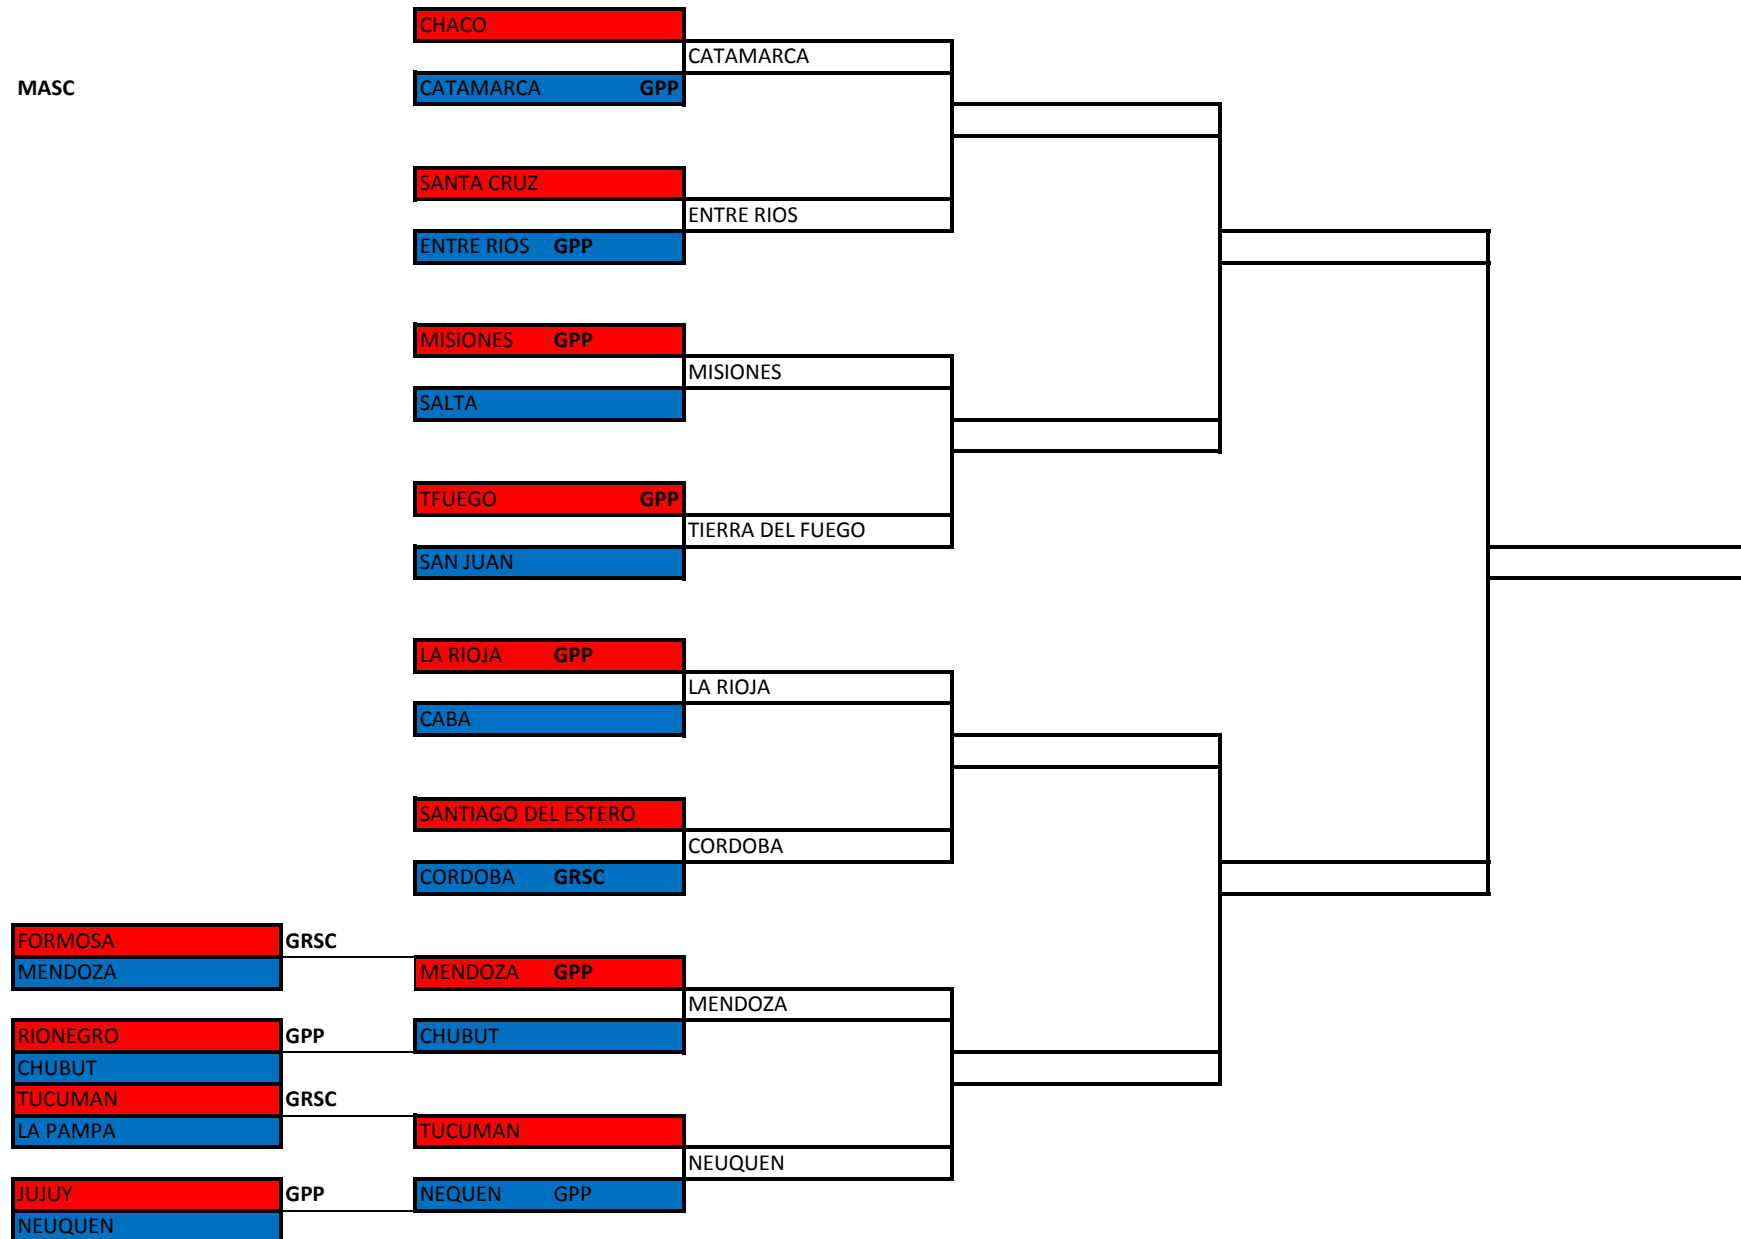 CHACO
CATAMARCA
MASC
CATAMARCA GPP
SANTA CRUZ
ENTRE RIOS
ENTRE RIOS GPP
MISIONES GPP
MISIONES
SALTA
TFUEGO GPP
TIERRA DEL FUEGO
SAN JUAN
LA RIOJA GPP
LA RIOJA
CABA
SANTIAGO DEL ESTERO
CORDOBA
CORDOBA GRSC
FORMOSA GRSC
MENDOZA
MENDOZA GPP
MENDOZA
RIONEGRO GPP
CHUBUT
CHUBUT
TUCUMAN GRSC
LA PAMPA
TUCUMAN
NEUQUEN
JUJUY GPP
NEQUEN GPP
NEUQUEN